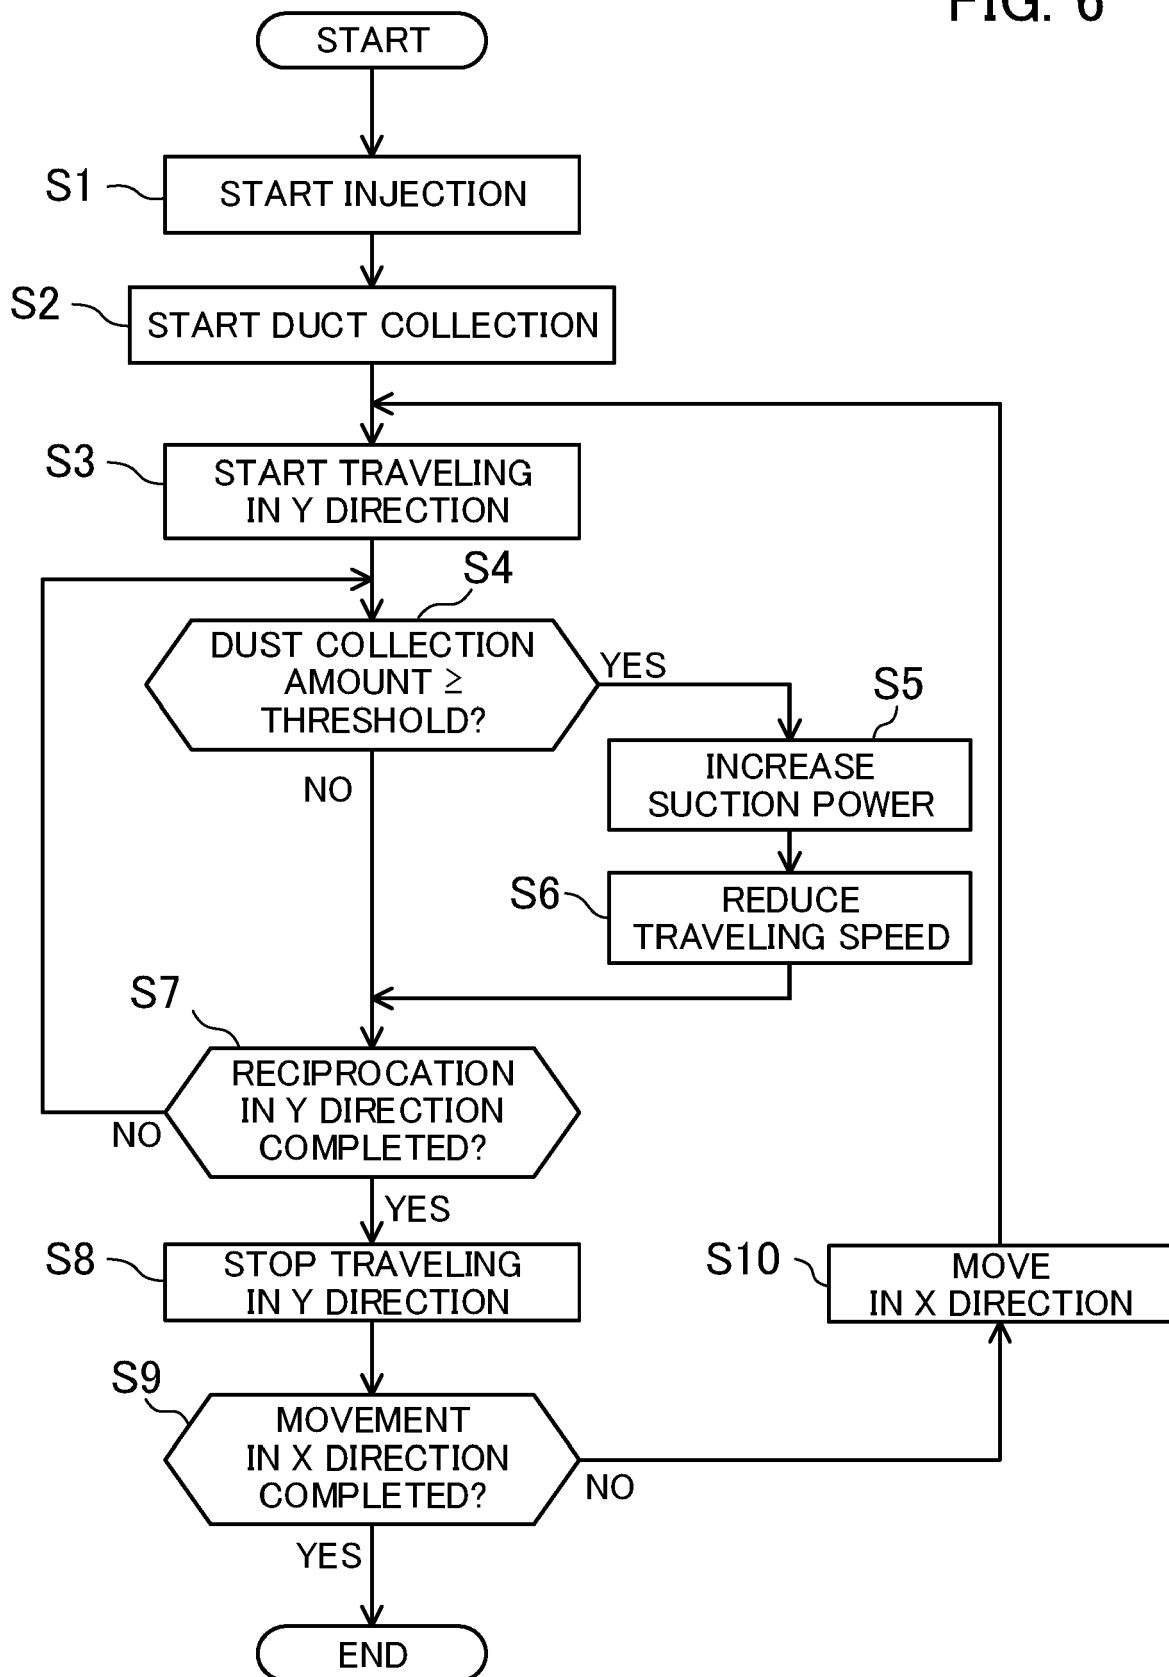 FIG. 6
START
S1
START INJECTION
S2
START DUCT COLLECTION
S3
START TRAVELING
IN Y DIRECTION
S4
DUST COLLECTION
AMOUNT ≥
THRESHOLD?
YES
NO
S5
INCREASE
SUCTION POWER
S6
REDUCE
TRAVELING SPEED
S7
RECIPROCATION
IN Y DIRECTION
COMPLETED?
NO
YES
S8
STOP TRAVELING
IN Y DIRECTION
S10
MOVE
IN X DIRECTION
S9
MOVEMENT
IN X DIRECTION
COMPLETED?
NO
YES
END